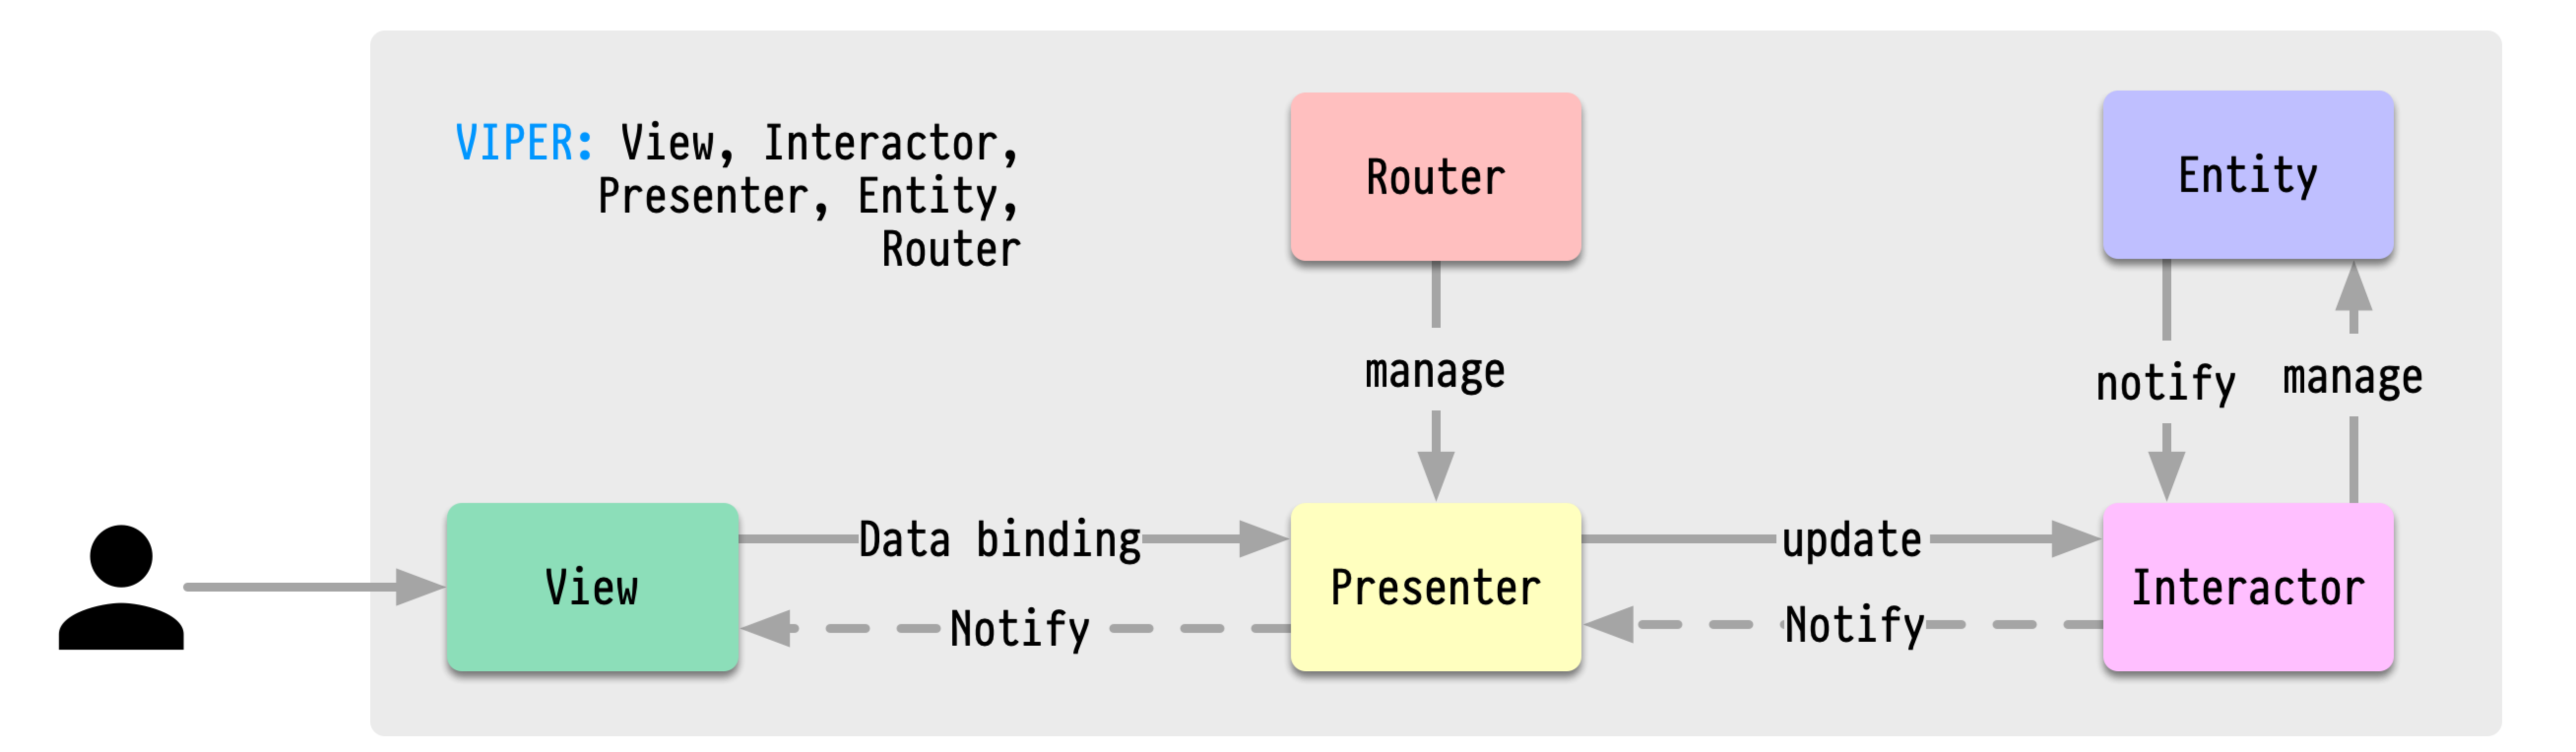 VIPER: View, Interactor,
Presenter, Entity,
Router
Router
Entity
manage
notify
manage
View
Data binding
Notify
Presenter
update
Notify
Interactor